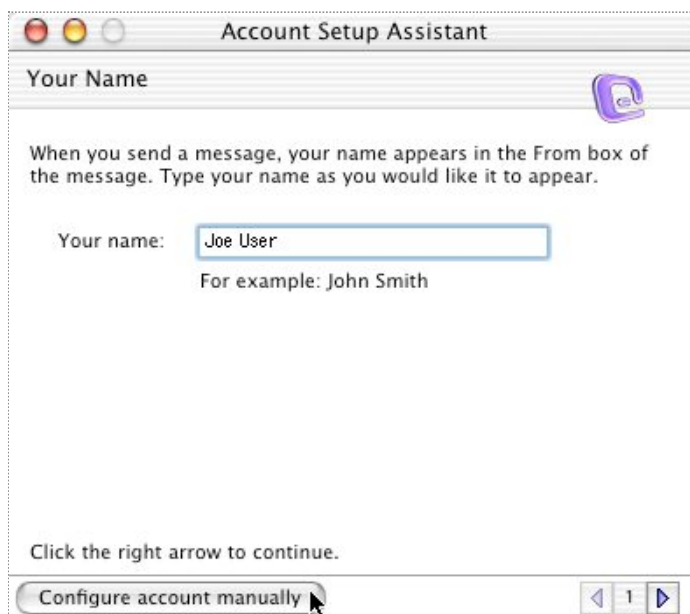 Account Setup Assistant
Your Name
When you send a message, your name appears in the From box of
the message. Type your name as you would like it to appear.
Your name: Joe User
For example: John Smith
Click the right arrow to continue.
Configure account manually 1